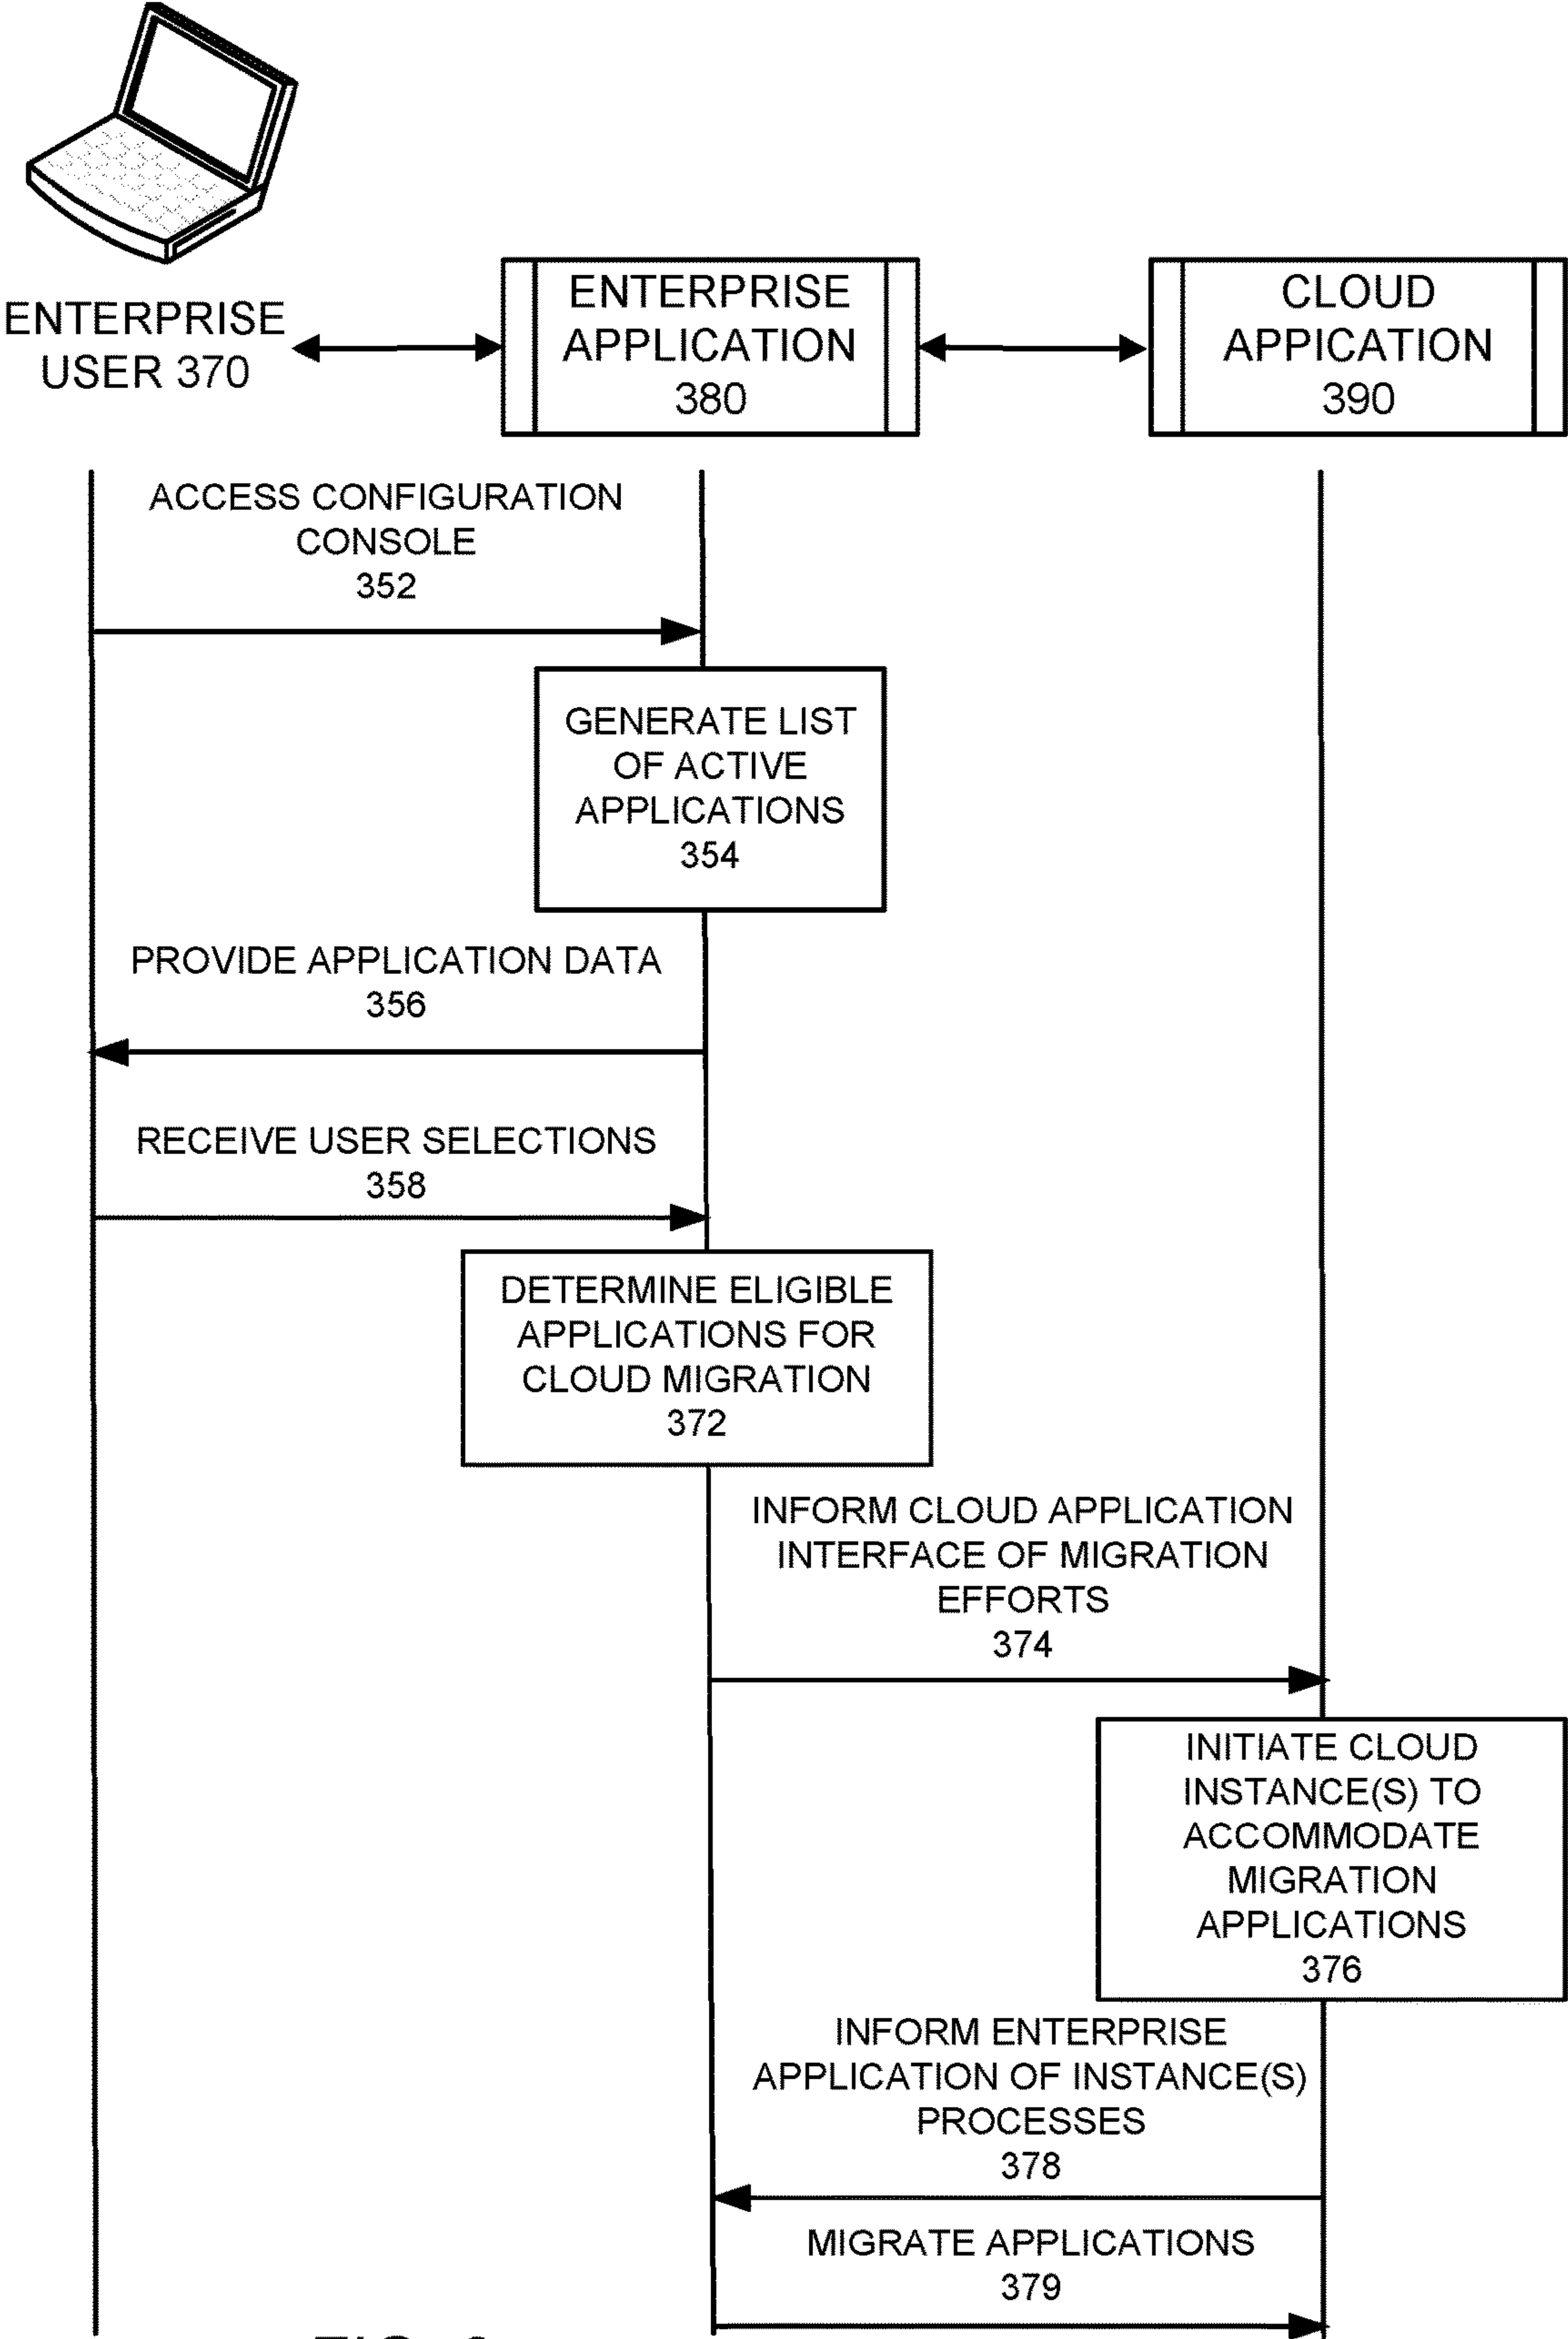 ENTERPRISE
USER 370
ENTERPRISE
APPLICATION
380
CLOUD
APPICATION
390
ACCESS CONFIGURATION
CONSOLE
352
GENERATE LIST
OF ACTIVE
APPLICATIONS
354
PROVIDE APPLICATION DATA
356
RECEIVE USER SELECTIONS
358
DETERMINE ELIGIBLE
APPLICATIONS FOR
CLOUD MIGRATION
372
INFORM CLOUD APPLICATION
INTERFACE OF MIGRATION
EFFORTS
374
INITIATE CLOUD
INSTANCE(S) TO
ACCOMMODATE
MIGRATION
APPLICATIONS
376
INFORM ENTERPRISE
APPLICATION OF INSTANCE(S)
PROCESSES
378
MIGRATE APPLICATIONS
379